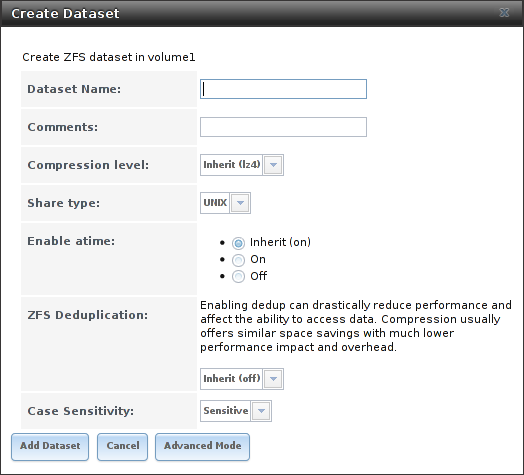 Create Dataset
Create ZFS dataset in volume1
Dataset Name:
Comments:
Compression level: Inherit (lz4)
Share type: UNIX
Enable atime: Inherit (on)
On
Off
ZFS Deduplication: Enabling dedup can drastically reduce performance and
affect the ability to access data. Compression usually
offers similar space savings with much lower
performance impact and overhead.
Inherit (off)
Case Sensitivity: Sensitive
Add Dataset Cancel Advanced Mode